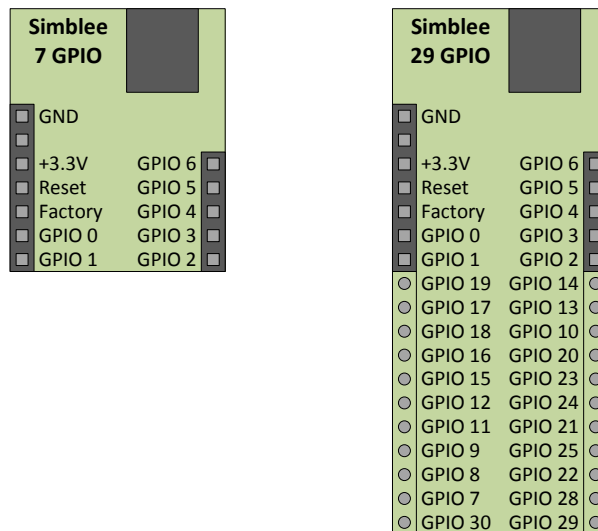 Simblee
7 GPIO
GND
+3.3V GPIO 6
Reset GPIO 5
Factory GPIO 4
GPIO 0 GPIO 3
GPIO 1 GPIO 2
Simblee
29 GPIO
GND
+3.3V GPIO 6
Reset GPIO 5
Factory GPIO 4
GPIO 0 GPIO 3
GPIO 1 GPIO 2
GPIO 19 GPIO 14
GPIO 17 GPIO 13
GPIO 18 GPIO 10
GPIO 16 GPIO 20
GPIO 15 GPIO 23
GPIO 12 GPIO 24
GPIO 11 GPIO 21
GPIO 9 GPIO 25
GPIO 8 GPIO 22
GPIO 7 GPIO 28
GPIO 30 GPIO 29